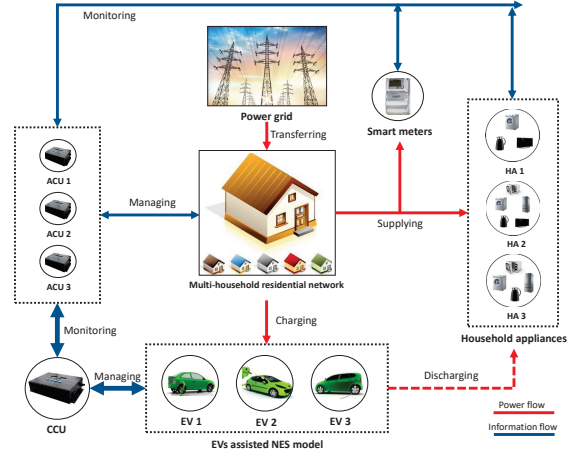 Monitoring
Power grid
Transferring
Smart meters
ACU 1
ACU 2
ACU 3
Managing
Supplying
HA 1
HA 2
HA 3
Multi-household residential network
Household appliances
Monitoring
Charging
CCU
Managing
EV 1
EV 2
EV 3
Discharging
EVs assisted NES model
Power flow
Information flow